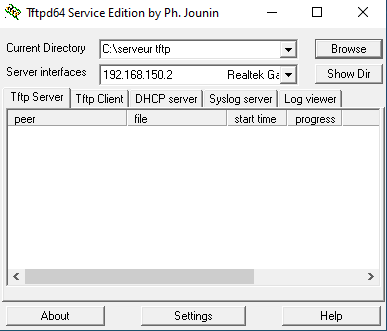 Tftpd64 Service Edition by Ph. Jounin
Current Directory C:\serveur tftp Browse
Server interfaces 192.168.150.2 Realtek Ga Show Dir
Tftp Server Tftp Client DHCP server Syslog server Log viewer
peer file start time progress
About Settings Help